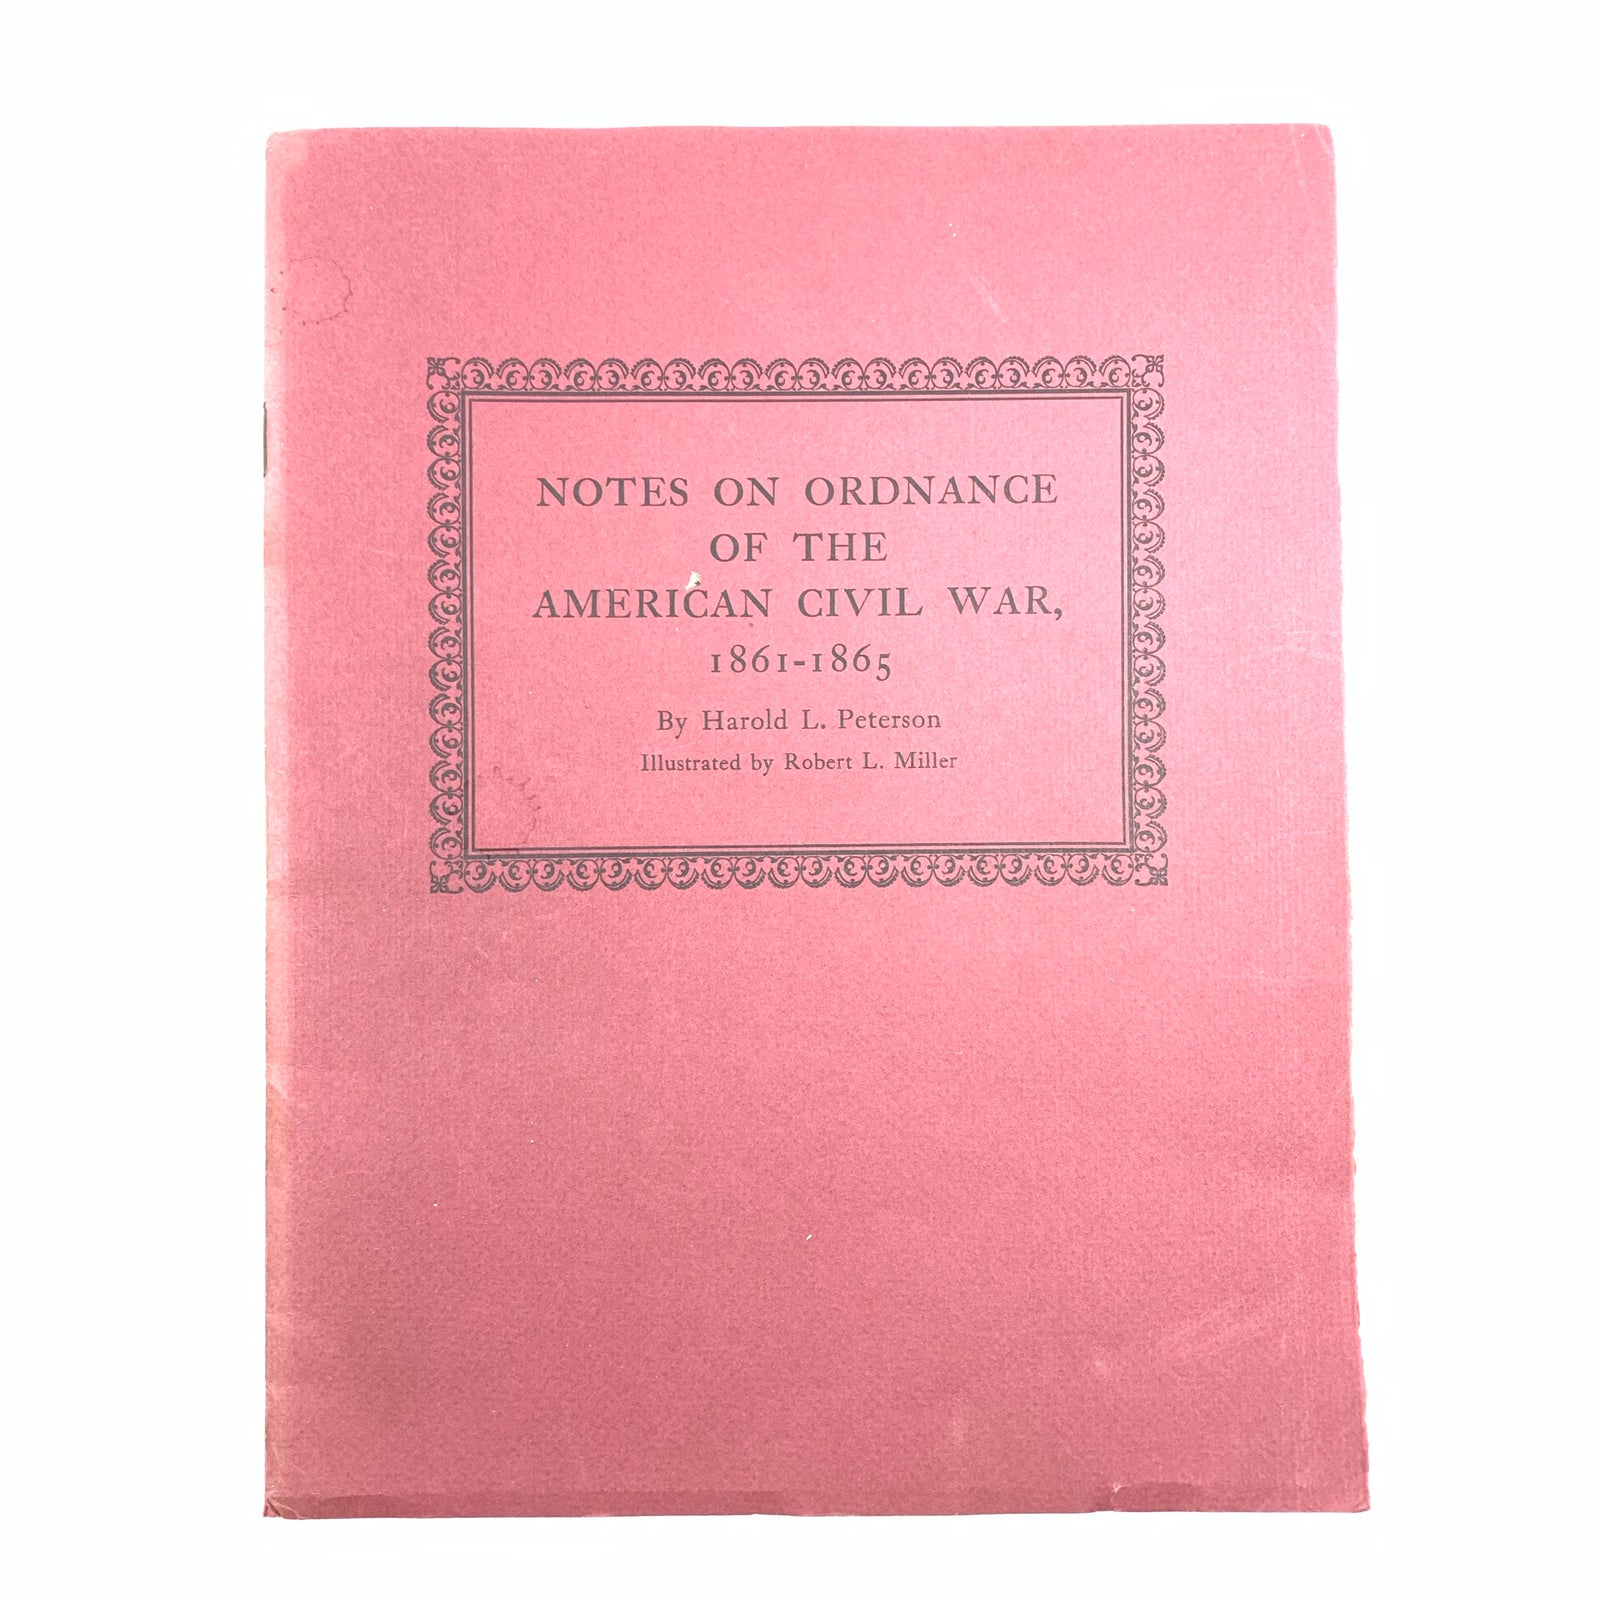 NOTES ON ORDNANCE
OF THE
AMERICAN CIVIL WAR,
1861-1865
By Harold L. Peterson
Illustrated by Robert L. Miller